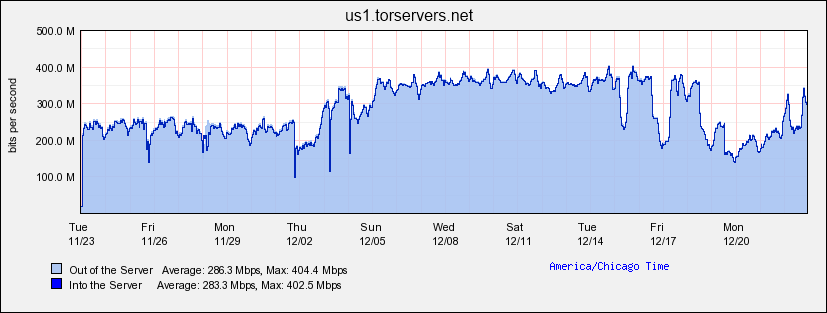 us1.torservers.net
500.0 M
400.0 M
300.0 M
200.0 M
100.0 M
bits per second
Tue Fri Mon Thu Sun Wed Sat Tue Fri Mon
11/23 11/26 11/29 12/02 12/05 12/08 12/11 12/14 12/17 12/20
Out of the Server Average: 286.3 Mbps, Max: 404.4 Mbps
America/Chicago Time
Into the Server Average: 283.3 Mbps, Max: 402.5 Mbps